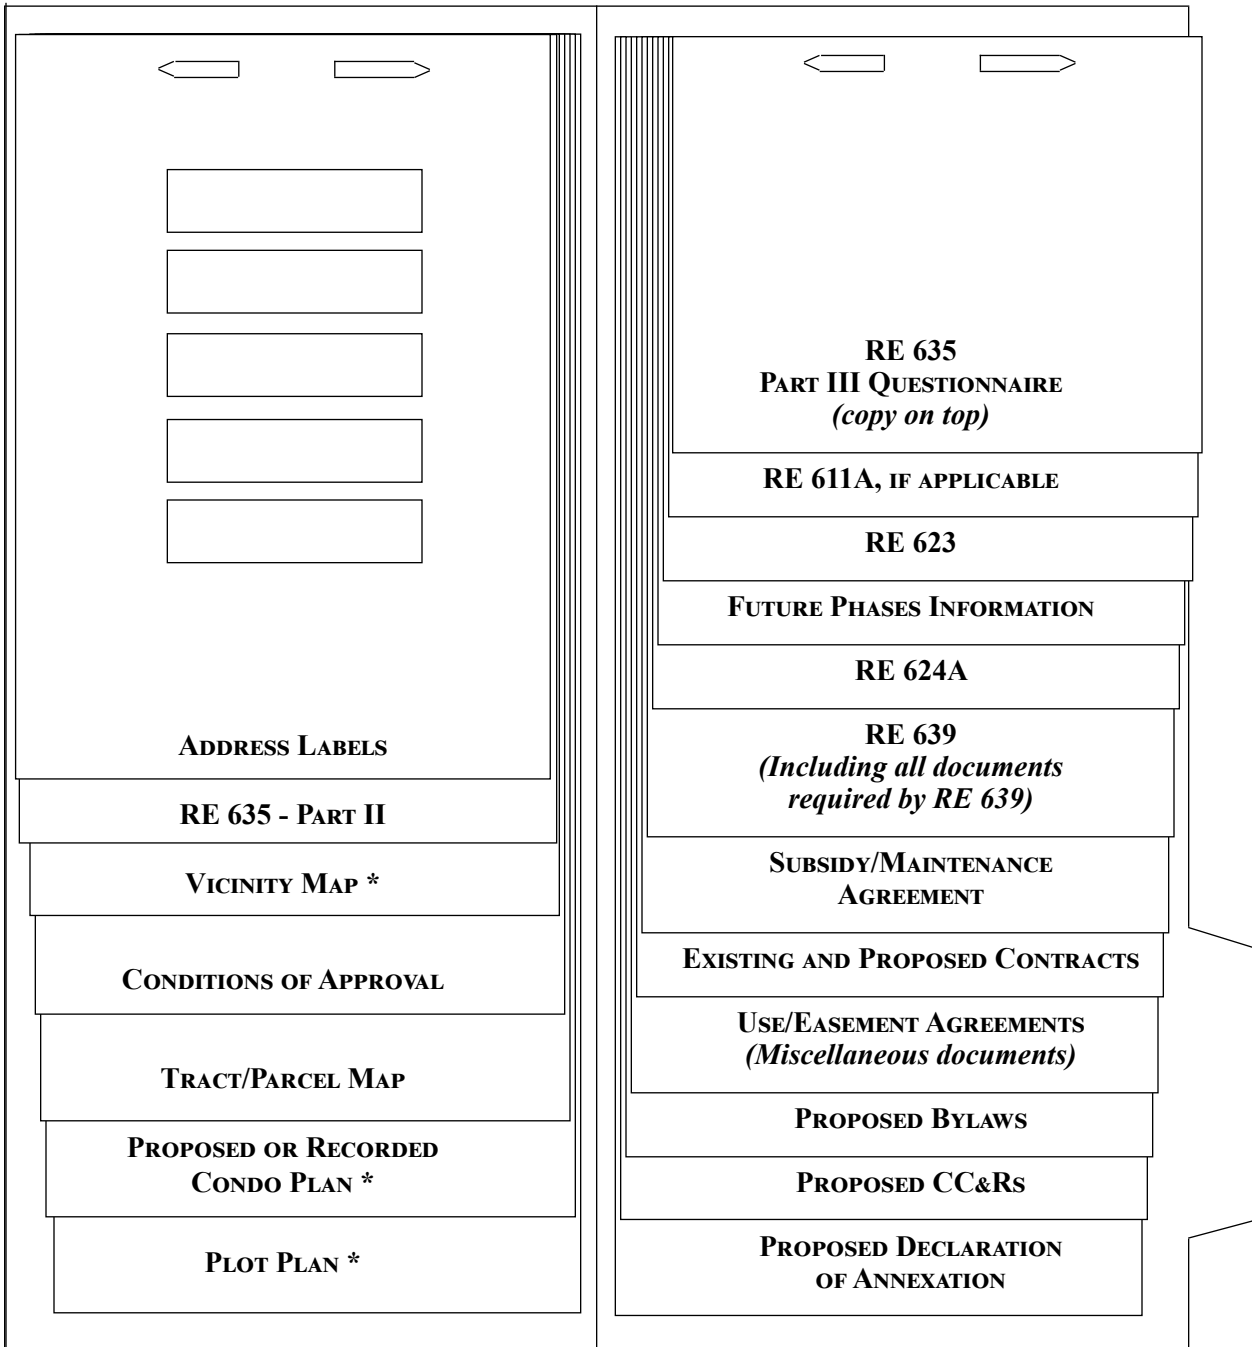 Address Labels
RE 635 - Part II
Vicinity Map *
Conditions of Approval
Tract/Parcel Map
Proposed or Recorded
Condo Plan *
Plot Plan *
RE 635
Part III Questionnaire
(copy on top)
RE 611A, if applicable
RE 623
Future Phases Information
RE 624A
RE 639
(Including all documents
required by RE 639)
Subsidy/Maintenance
Agreement
Existing and Proposed Contracts
Use/Easement Agreements
(Miscellaneous documents)
Proposed Bylaws
Proposed CC&Rs
Proposed Declaration
of Annexation